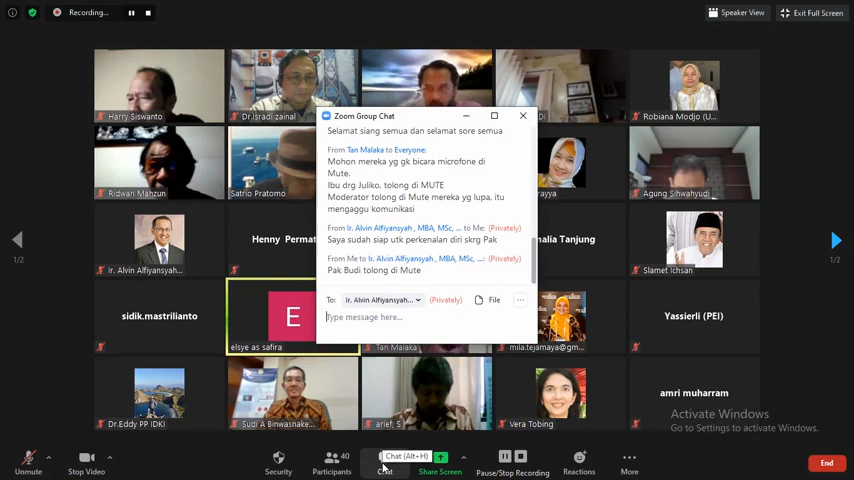 Recording...
Speaker View
Exit Full Screen
Harry Siswanto
Dr.Isradi zainal
Di
Robiana Modjo (U...
Zoom Group Chat
Selamat siang semua dan selamat sore semua
From Tan Malaka to Everyone:
Mohon mereka yg gk bicara microfone di
Mute.
Ibu drg Juliko, tolong di MUTE
Moderator tolong di Mute mereka yg lupa, itu
mengaggu komunikasi
From Ir. Alvin Alfiyansyah , MBA, MSc, ... to Me: (Privately)
Saya sudah siap utk perkenalan diri skrg Pak
From Me to Ir. Alvin Alfiyansyah , MBA, MSc, ...: (Privately)
Pak Budi tolong di Mute
To: Ir. Alvin Alfiyansah... (Privately) File ...
Type message here...
Ridwan Mahzun
Satrio Pratomo
rayya
Agung Sihwahyudi
Ir. Alvin Alfiyansah...
Henny Permat
alia Tanjung
Slamet Ichsan
1/2
1/2
sidik.mastrilianto
E
elsye as safira
Tan Malaka
mila.tejamaya@gm...
Yassierli (PEI)
Dr.Eddy PP IDKI
Sudi A Binwasnake...
arief, S
Vera Tobing
amri muharram
Activate Windows
Go to Settings to activate Windows.
Chat (Alt+H)
Unmute
Stop Video
Security
Participants
40
Chat
Share Screen
Pause/Stop Recording
Reactions
More
End